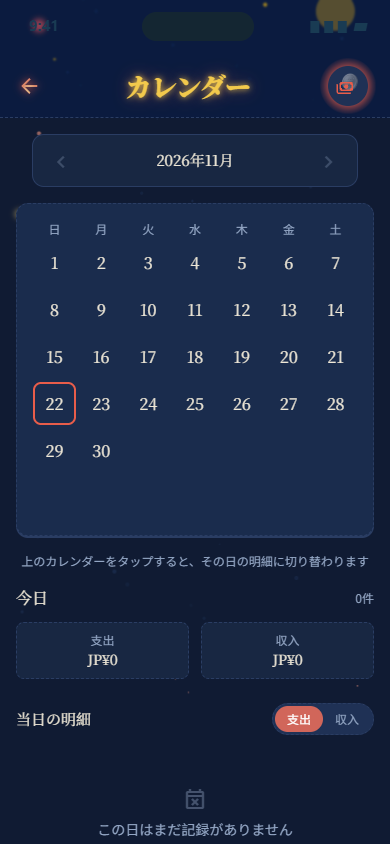 9:41
カレンダー
2026年11月
日 月 火 水 木 金 土
1 2 3 4 5 6 7
8 9 10 11 12 13 14
15 16 17 18 19 20 21
22 23 24 25 26 27 28
29 30
上のカレンダーをタップすると、その日の明細に切り替わります
今日 0件
支出 収入
JP¥0 JP¥0
当日の明細 支出 収入
この日はまだ記録がありません